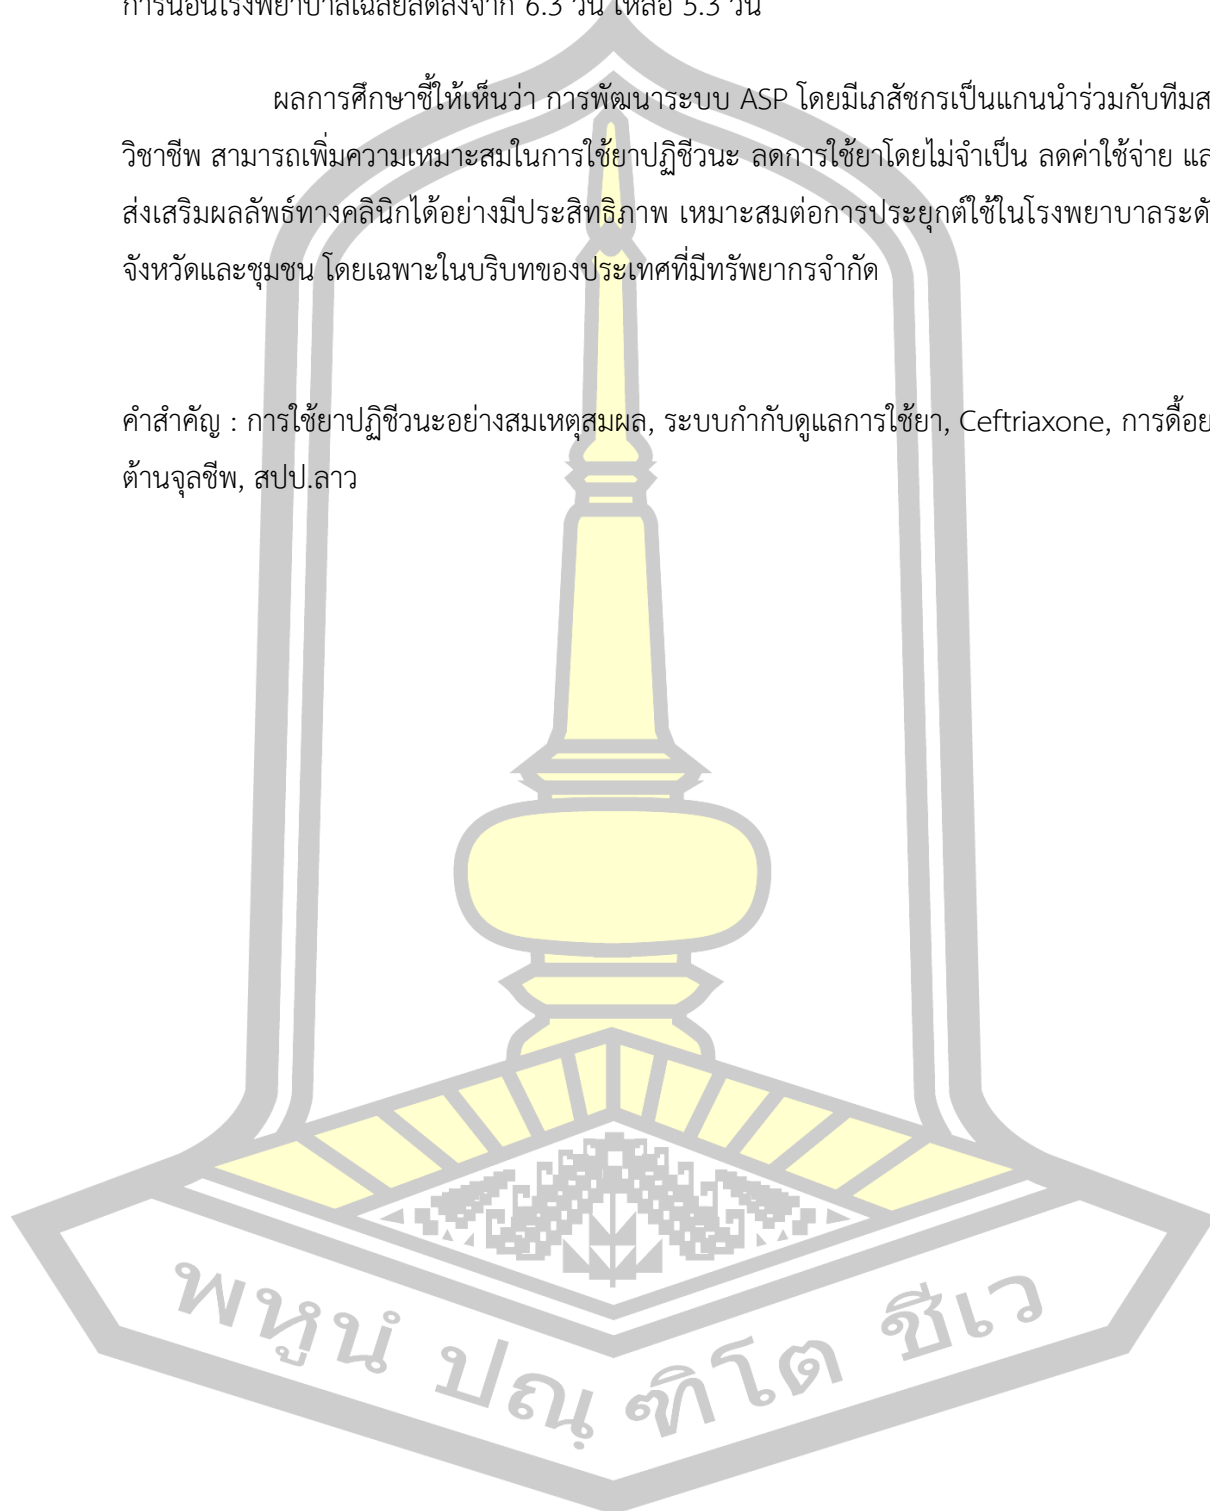 การนอนโรงพยาบาลเฉลี่ยลดลงจาก 6.3 วัน เหลือ 5.3 วัน
ผลการศึกษาชี้ให้เห็นว่า การพัฒนาระบบ ASP โดยมีเภสัชกรเป็นแกนนำร่วมกับทีมส
วิชาชีพ สามารถเพิ่มความเหมาะสมในการใช้ยาปฏิชีวนะ ลดการใช้ยาโดยไม่จำเป็น ลดค่าใช้จ่าย แล
ส่งเสริมผลลัพธ์ทางคลินิกได้อย่างมีประสิทธิภาพ เหมาะสมต่อการประยุกต์ใช้ในโรงพยาบาลระดั
จังหวัดและชุมชน โดยเฉพาะในบริบทของประเทศที่มีทรัพยากรจำกัด
คำสำคัญ : การใช้ยาปฏิชีวนะอย่างสมเหตุสมผล, ระบบกำกับดูแลการใช้ยา, Ceftriaxone, การดื้อย
ต้านจุลชีพ, สปป.ลาว
พหูนํ ปณฺ ฑิโต ชีเว